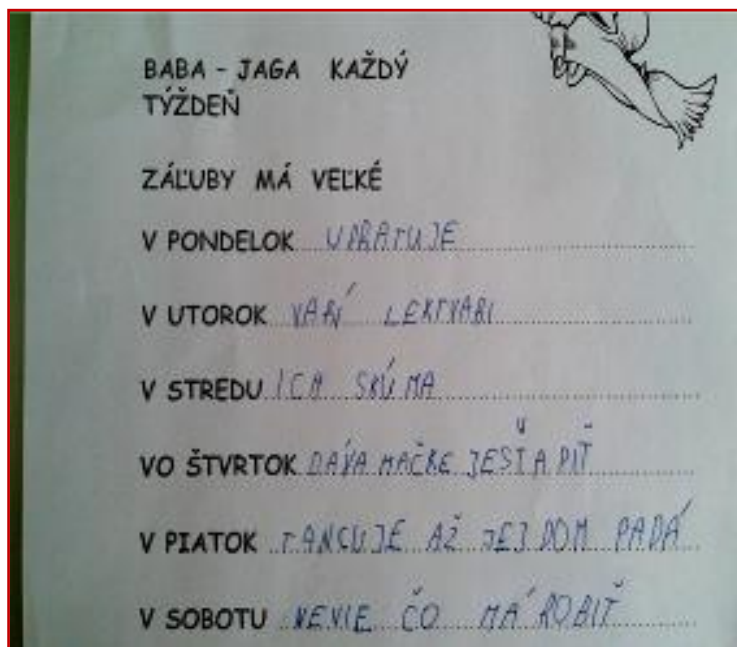 BABA - JAGA KAŽDÝ
TÝŽDEŇ
ZÁĽUBY MÁ VEĽKÉ
V PONDELOK UPRATUJE
V UTOROK VARÍ LEKTVARI
V STREDU ICH SKÚMA
VO ŠTVRTOK DÁVA MAČKE JESŤ A PIŤ
V PIATOK TANCUJE AŽ JEJ DOM PADÁ
V SOBOTU NEVIE ČO MÁ ROBIŤ